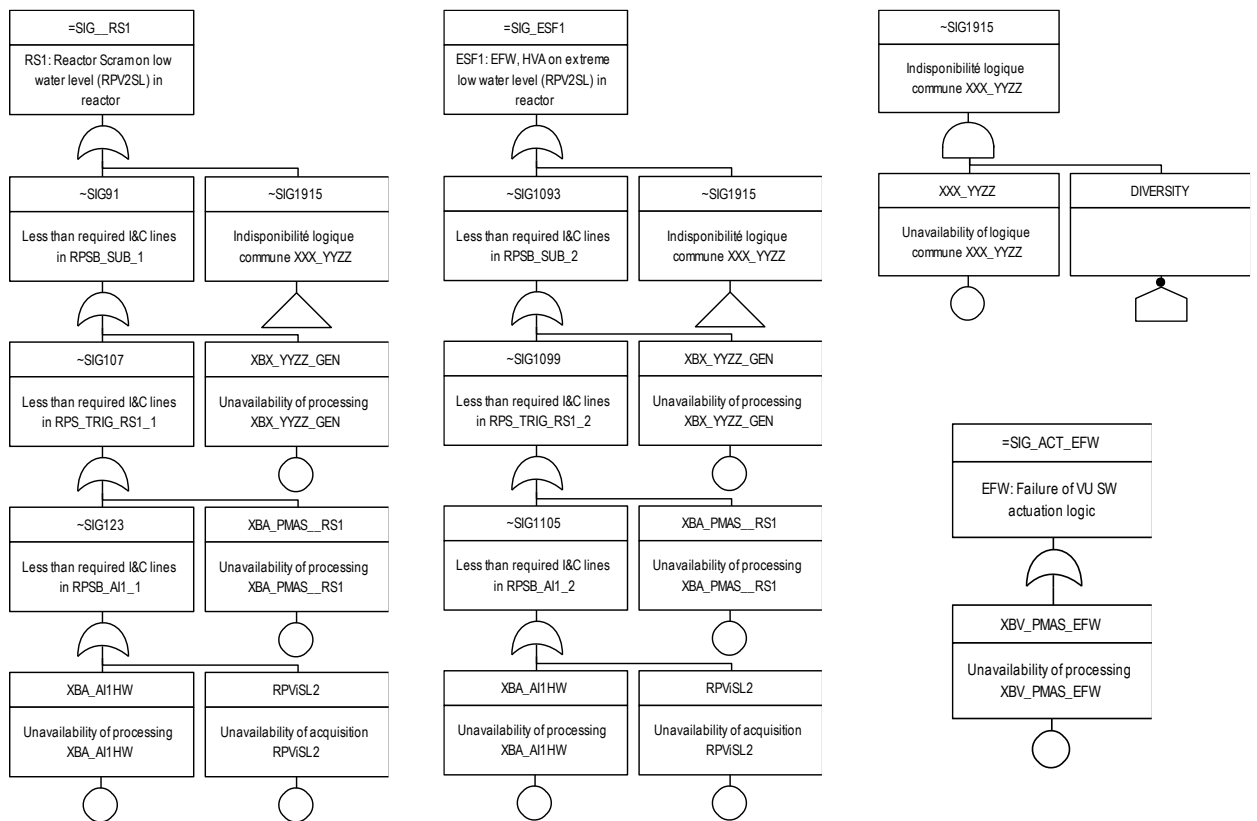 =SIG__RS1
RS1: Reactor Scram on low
water level (RPV2SL) in
reactor
~SIG91
Less than required I&C lines
in RPSB_SUB_1
~SIG1915
Indisponibilité logique
commune XXX_YYZZ
~SIG107
Less than required I&C lines
in RPS_TRIG_RS1_1
XBX_YYZZ_GEN
Unavailability of processing
XBX_YYZZ_GEN
~SIG123
Less than required I&C lines
in RPSB_AI1_1
XBA_PMAS__RS1
Unavailability of processing
XBA_PMAS__RS1
XBA_AI1HW
Unavailability of processing
XBA_AI1HW
RPViSL2
Unavailability of acquisition
RPViSL2
=SIG_ESF1
ESF1: EFW, HVA on extreme
low water level (RPV2SL) in
reactor
~SIG1093
Less than required I&C lines
in RPSB_SUB_2
~SIG1915
Indisponibilité logique
commune XXX_YYZZ
~SIG1099
Less than required I&C lines
in RPS_TRIG_RS1_2
XBX_YYZZ_GEN
Unavailability of processing
XBX_YYZZ_GEN
~SIG1105
Less than required I&C lines
in RPSB_AI1_2
XBA_PMAS__RS1
Unavailability of processing
XBA_PMAS__RS1
XBA_AI1HW
Unavailability of processing
XBA_AI1HW
RPViSL2
Unavailability of acquisition
RPViSL2
~SIG1915
Indisponibilité logique
commune XXX_YYZZ
XXX_YYZZ
Unavailability of logique
commune XXX_YYZZ
DIVERSITY
=SIG_ACT_EFW
EFW: Failure of VU SW
actuation logic
XBV_PMAS_EFW
Unavailability of processing
XBV_PMAS_EFW